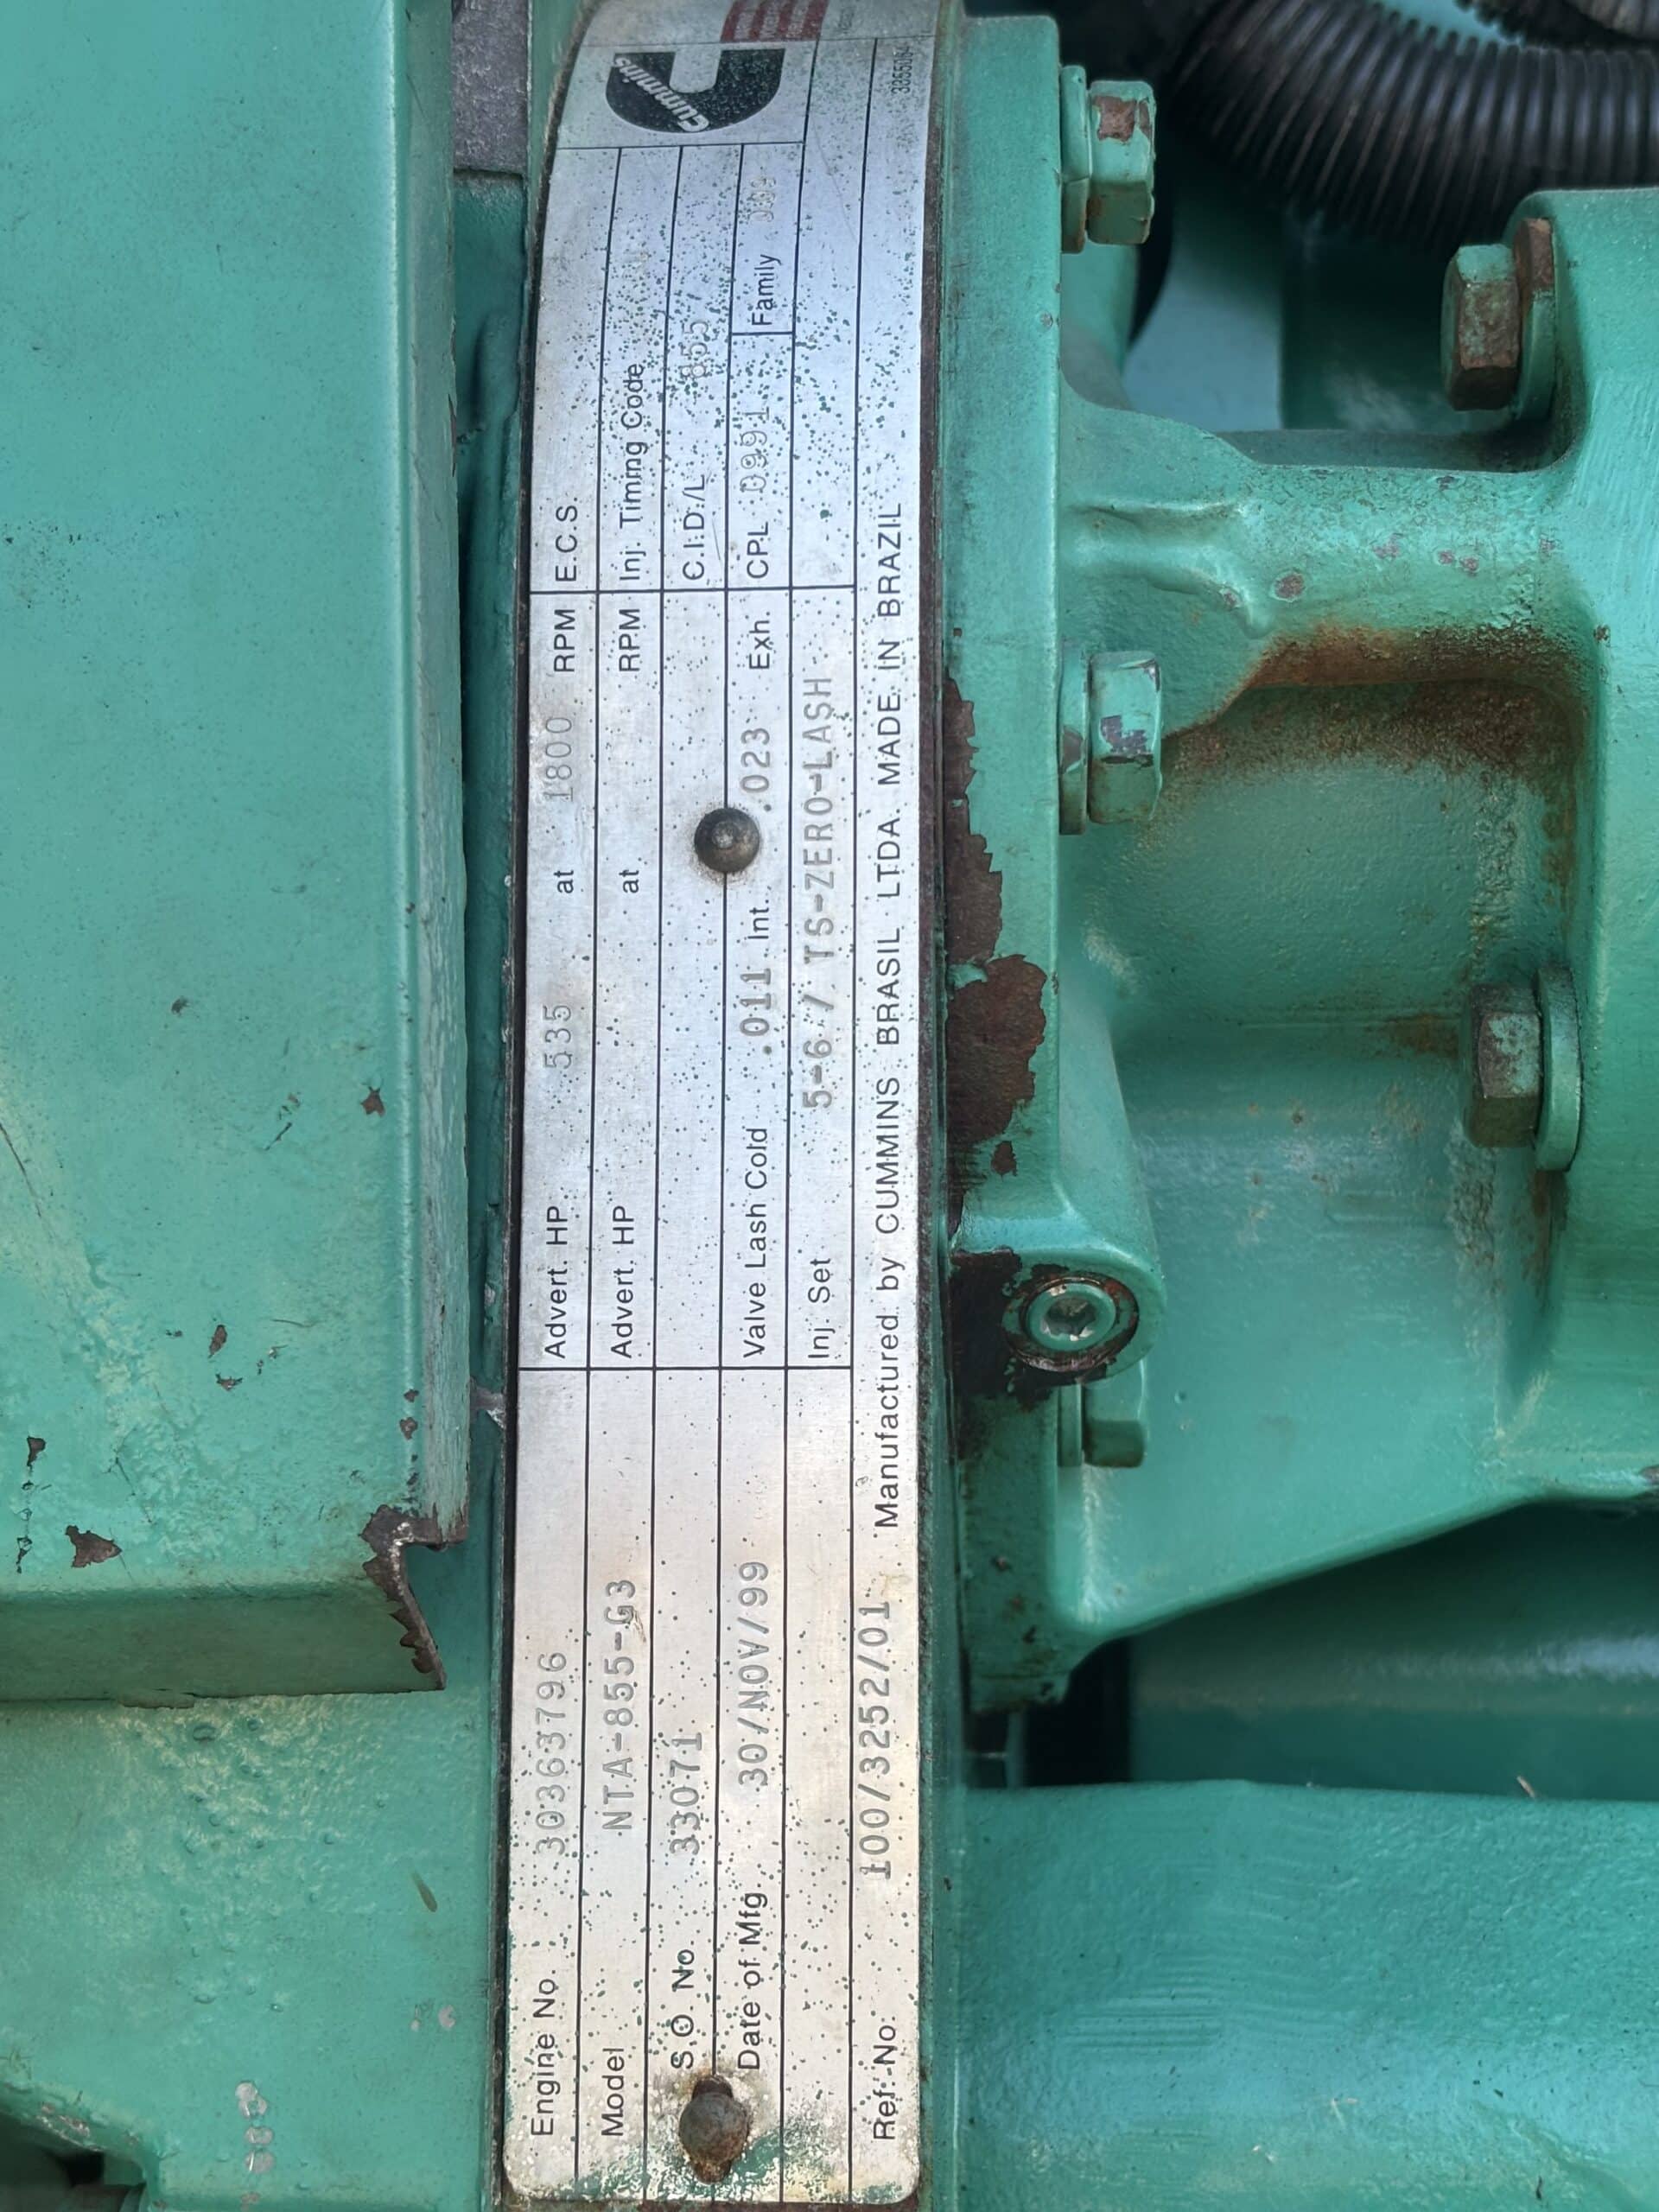 Engine No. 30363796 Advert. HP 535 at 1800 RPM E.C.S.
Model NTA-855-G3 Advert. HP at RPM Inj. Timing Code
S.O. No. 33071 C.I.D/L 855
Date of Mfg. 30/NOV/99 Valve Lash Cold .011 Int. .023 Exh. CPL 0991 Family
Inj. Set 5-6 / TS-ZERO-LASH
Ref. No. 100/3252/01 Manufactured by CUMMINS BRASIL LTDA. MADE IN BRAZIL
Cummins